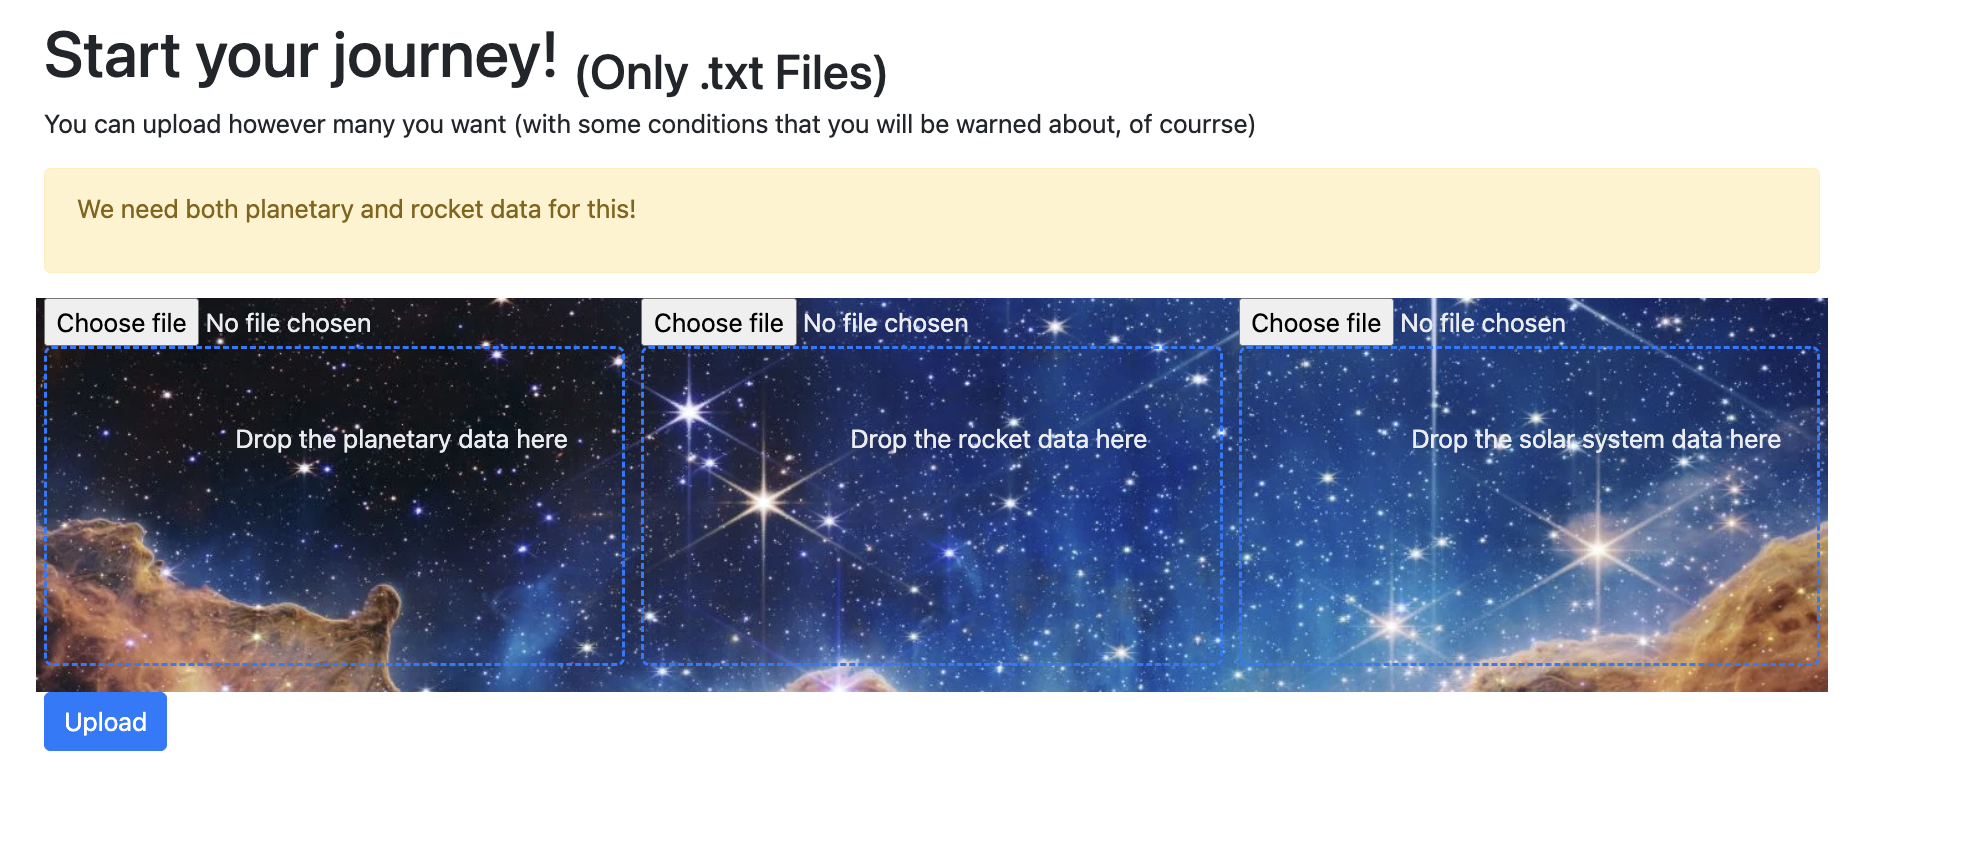 Start your journey! (Only .txt Files)
You can upload however many you want (with some conditions that you will be warned about, of courrse)
We need both planetary and rocket data for this!
Choose file No file chosen
Choose file No file chosen
Choose file No file chosen
Drop the planetary data here
Drop the rocket data here
Drop the solar system data here
Upload